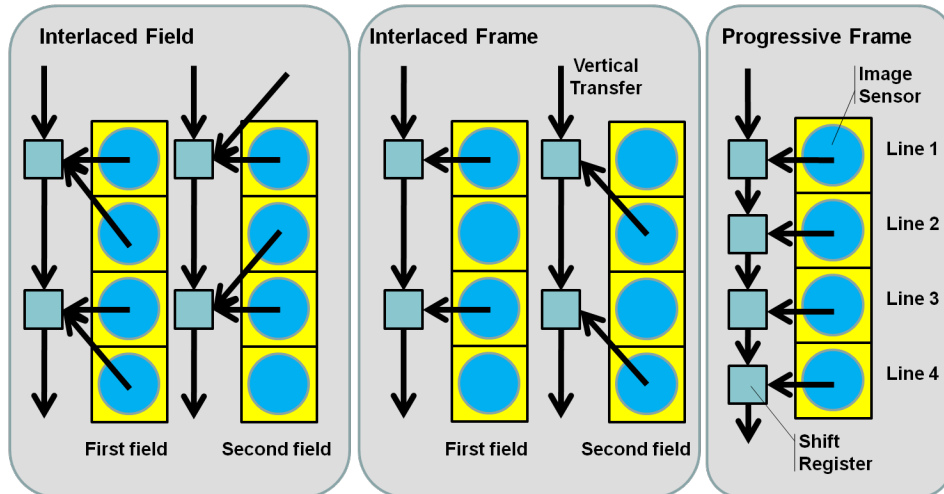 Interlaced Field
First field
Second field
Interlaced Frame
Vertical
Transfer
First field
Second field
Progressive Frame
Image
Sensor
Line 1
Line 2
Line 3
Line 4
Shift
Register